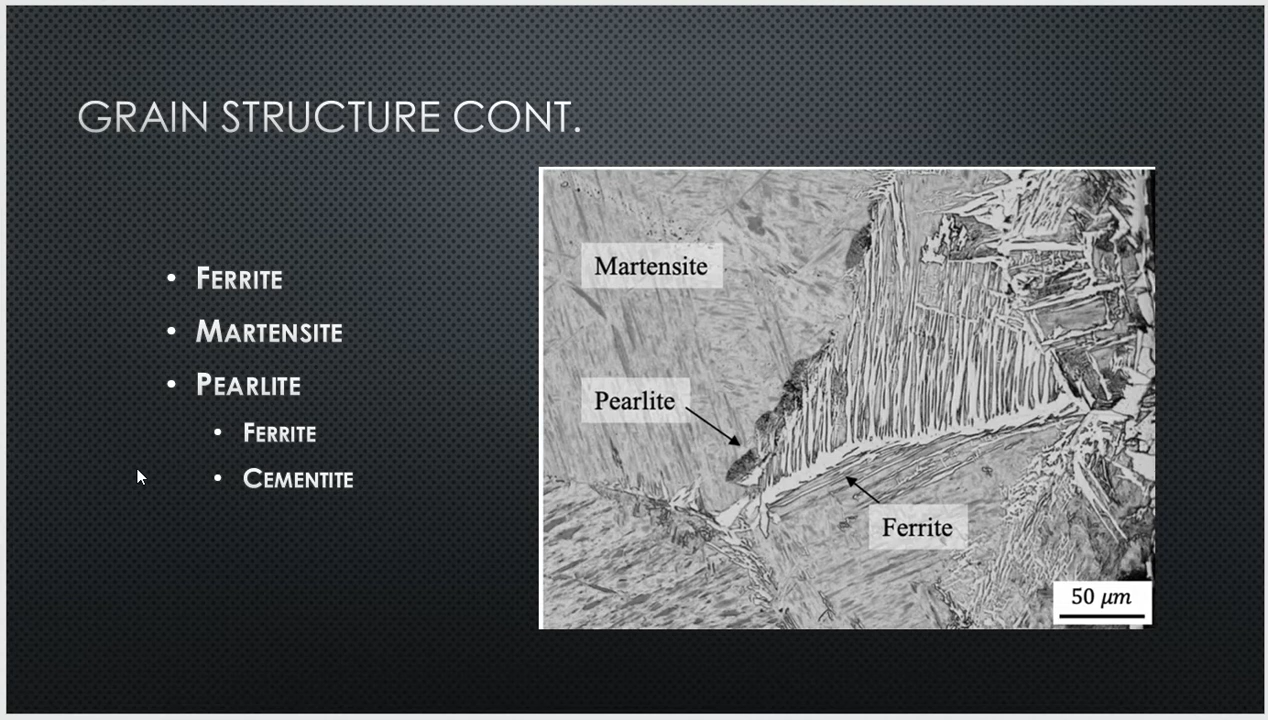 GRAIN STRUCTURE CONT.
• FERRITE
• MARTENSITE
• PEARLITE
• FERRITE
• CEMENTITE
Martensite
Pearlite
Ferrite
50 μm